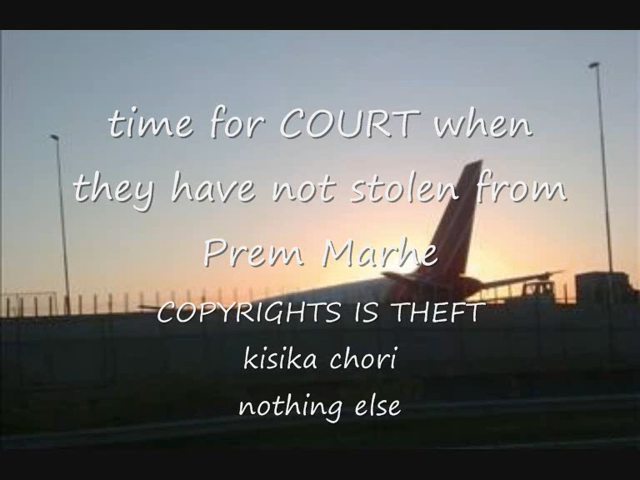 time for COURT when
they have not stolen from
Prem Marhe
COPYRIGHTS IS THEFT
kisika chori
nothing else